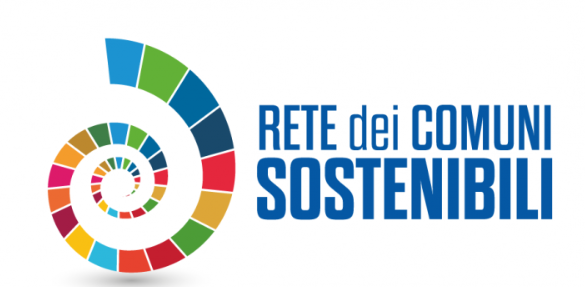 RETE dei COMUNI
SOSTENIBILI